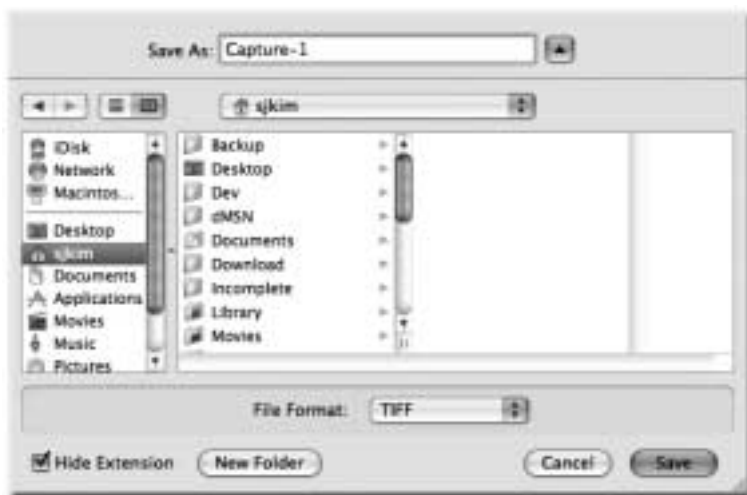 Save As: Capture-1
sjkim
iDisk
Network
Macintos...
Desktop
sjkim
Documents
Applications
Movies
Music
Pictures
Backup
Desktop
Dev
dMSN
Documents
Download
Incomplete
Library
Movies
File Format: TIFF
Hide Extension
New Folder
Cancel
Save